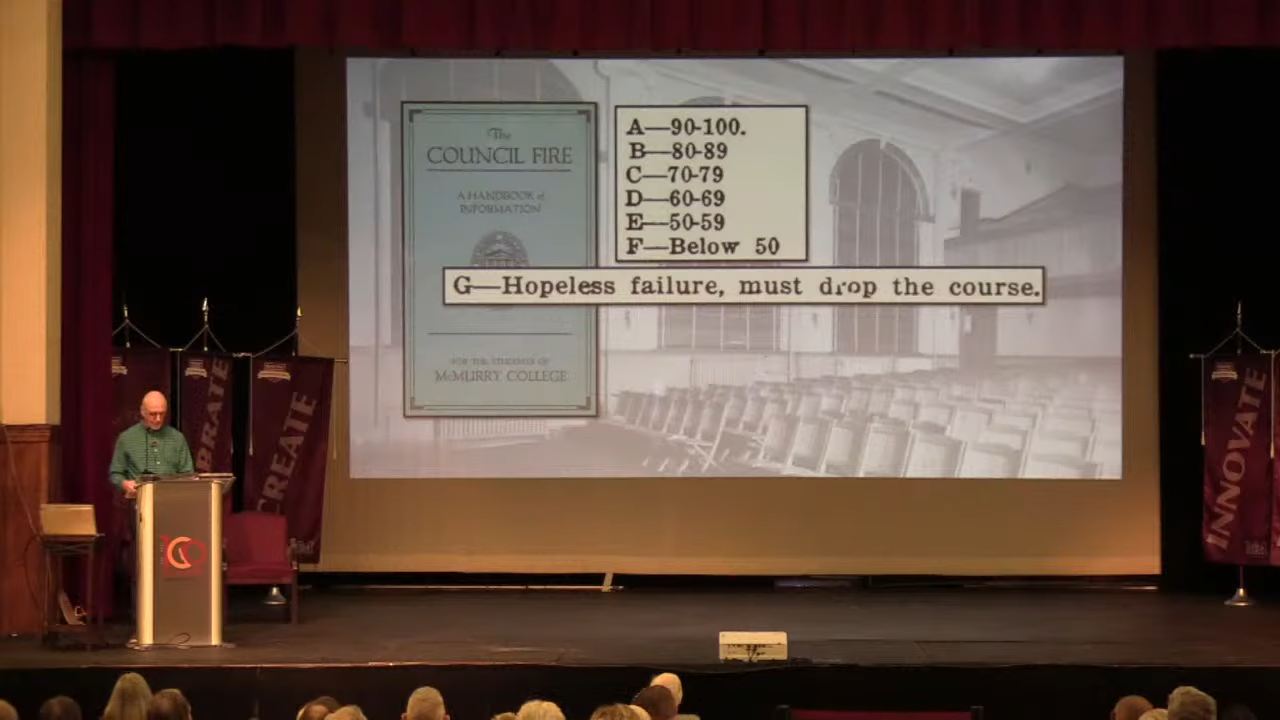 The
COUNCIL FIRE
A HANDBOOK of
INFORMATION
FOR THE STUDENTS OF
McMURRY COLLEGE
A—90-100.
B—80-89
C—70-79
D—60-69
E—50-59
F—Below 50
G—Hopeless failure, must drop the course.
BRATE
CREATE
INNOVATE